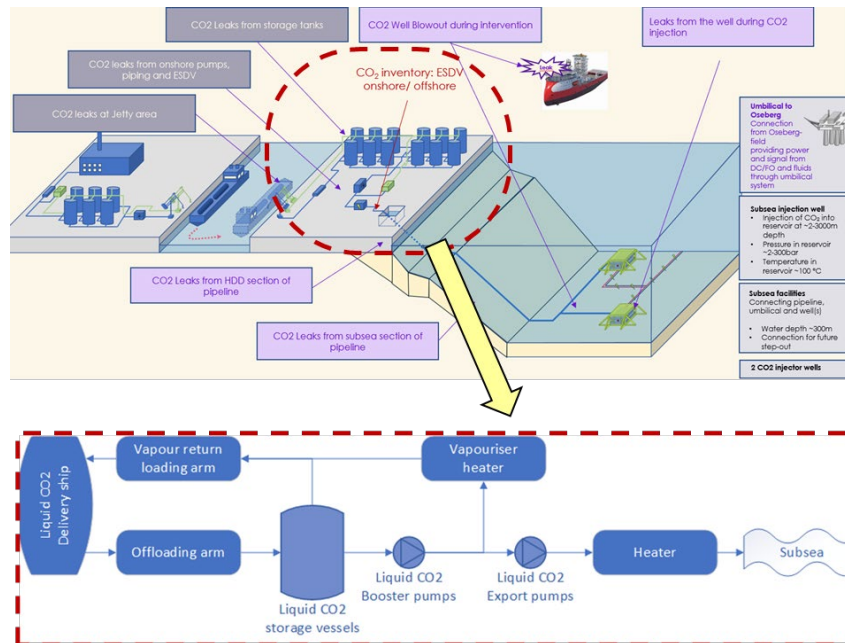 CO2 Leaks from storage tanks
CO2 Well Blowout during intervention
Leaks from the well during CO2
injection
CO2 leaks from onshore pumps,
piping and ESDV
CO2 leaks at Jetty area
CO₂ inventory: ESDV
onshore/ offshore
Leak
Umbilical to
Oseberg
Connection
from Oseberg-
field
providing power
and signal from
DC/FO and fluids
through umbilical
system
Subsea injection well
• Injection of CO₂ into
reservoir at ~2-3000m
depth
• Pressure in reservoir
~2-300bar
• Temperature in
reservoir ~100 °C
CO2 Leaks from HDD section of
pipeline
CO2 Leaks from subsea section of
pipeline
Subsea facilities
Connecting pipeline,
umbilical and well(s)
• Water depth ~300m
• Connection for future
step-out
2 CO2 injector wells
Liquid CO2
Delivery ship
Vapour return
loading arm
Vapouriser
heater
Offloading arm
Liquid CO2
storage vessels
Liquid CO2
Booster pumps
Liquid CO2
Export pumps
Heater
Subsea